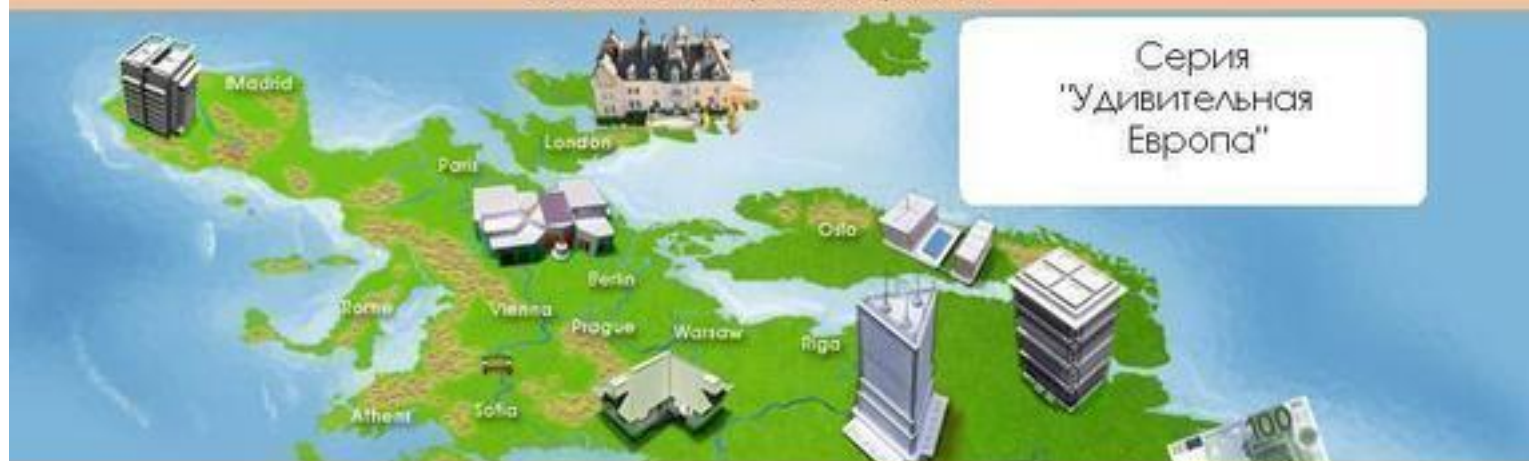 Серия
"Удивительная
Европа"
Madrid
London
Paris
Oslo
Berlin
Rome
Vienna
Prague
Warsaw
Riga
Athens
Sofia
100